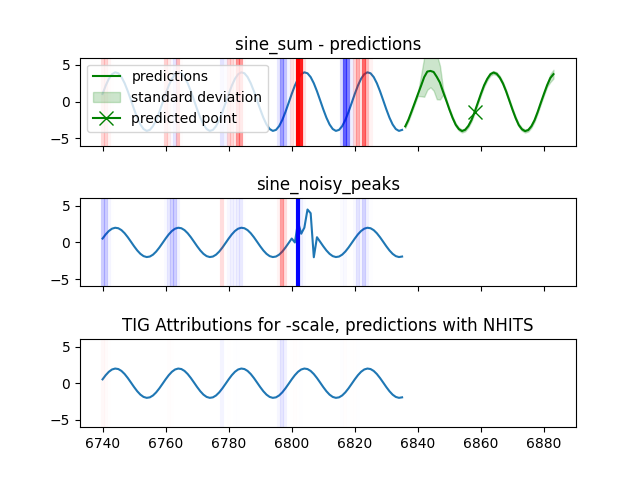 sine_sum - predictions
5
0
−5
predictions
standard deviation
predicted point
sine_noisy_peaks
5
0
−5
TIG Attributions for -scale, predictions with NHITS
5
0
−5
6740 6760 6780 6800 6820 6840 6860 6880